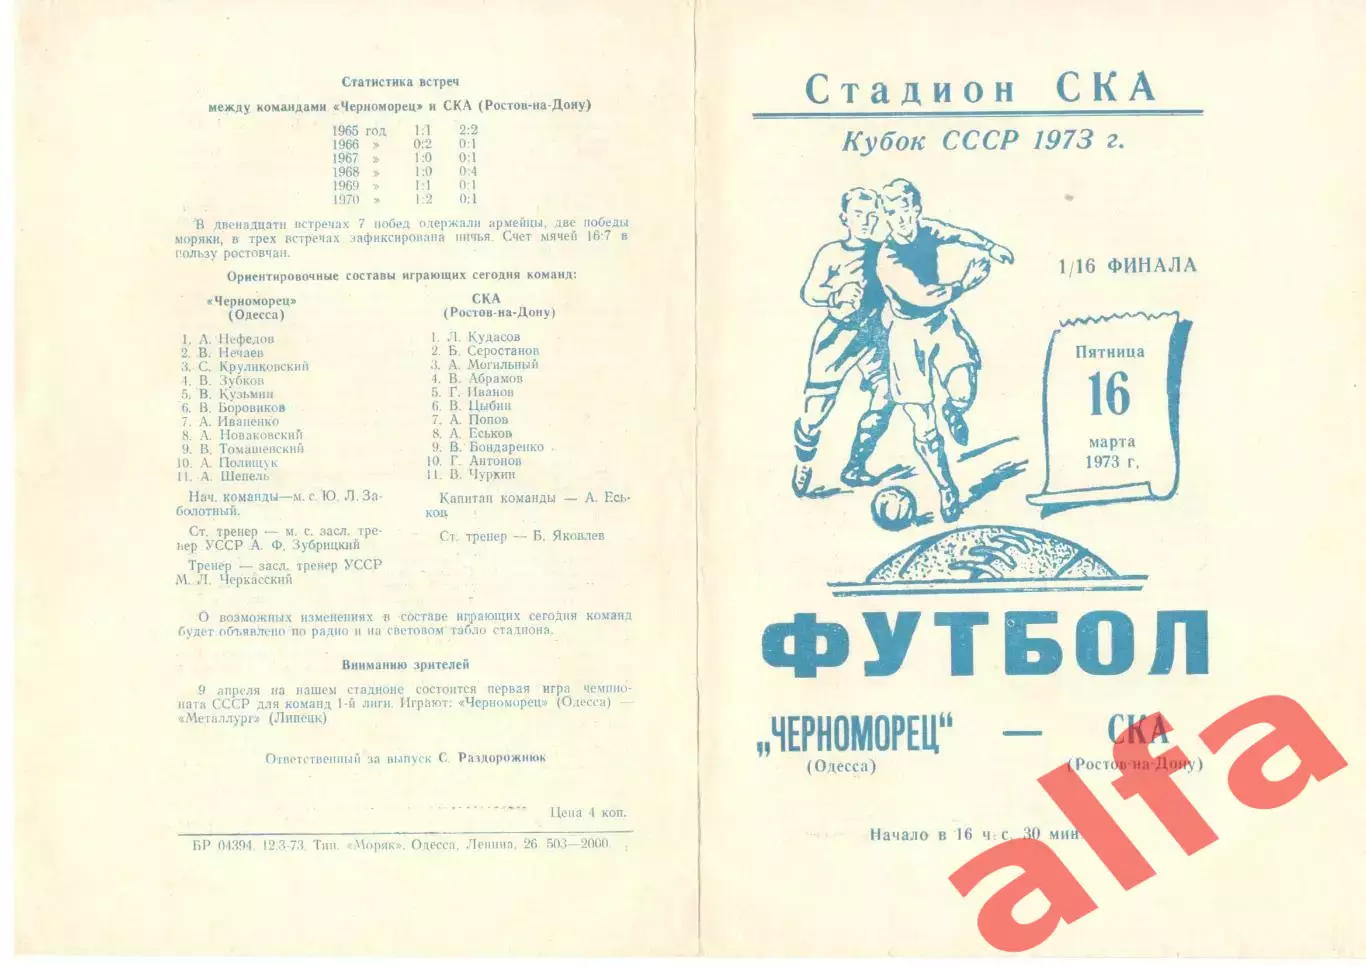 Статистика встреч
между командами «Черноморец» и СКА (Ростов-на-Дону)
1965 год 1:1 2:2
1966 » 0:2 0:1
1967 » 1:0 0:1
1968 » 1:0 0:4
1969 » 1:1 0:1
1970 » 1:2 0:1
В двенадцати встречах 7 побед одержали армейцы, две победы
моряки, в трех встречах зафиксирована ничья. Счет мячей 16:7 в
пользу ростовчан.
Ориентировочные составы играющих сегодня команд:
«Черноморец»
(Одесса)
1. А. Нефедов
2. В. Нечаев
3. С. Круликовский
4. В. Зубков
5. В. Кузьмин
6. В. Боровиков
7. А. Иваненко
8. А. Новаковский
9. В. Томашевский
10. А. Полищук
11. А. Шепель
Нач. команды—м. с. Ю. Л. За-
болотный.
Ст. тренер — м. с. засл. тре-
нер УССР А. Ф. Зубрицкий
Тренер — засл. тренер УССР
М. Л. Черкасский
СКА
(Ростов-на-Дону)
1. Л. Кудасов
2. Б. Серостанов
3. А. Могильный
4. В. Абрамов
5. Г. Иванов
6. В. Цыбин
7. А. Попов
8. А. Еськов
9. В. Бондаренко
10. Г. Антонов
11. В. Чуркин
Капитан команды — А. Есь-
ков
Ст. тренер — Б. Яковлев
О возможных изменениях в составе играющих сегодня команд
будет объявлено по радио и на световом табло стадиона.
Вниманию зрителей
9 апреля на нашем стадионе состоится первая игра чемпио-
ната СССР для команд 1-й лиги. Играют: «Черноморец» (Одесса) —
«Металлург» (Липецк)
Ответственный за выпуск С. Раздорожнюк
Цена 4 коп.
БР 04394. 12.3-73. Тип. «Моряк». Одесса, Ленина, 26 503—2000.
Стадион СКА
Кубок СССР 1973 г.
1/16 ФИНАЛА
Пятница
16
марта
1973 г.
ФУТБОЛ
„ЧЕРНОМОРЕЦ“ — СКА
(Одесса) (Ростов-на-Дону)
Начало в 16 час. 30 мин.
alfa